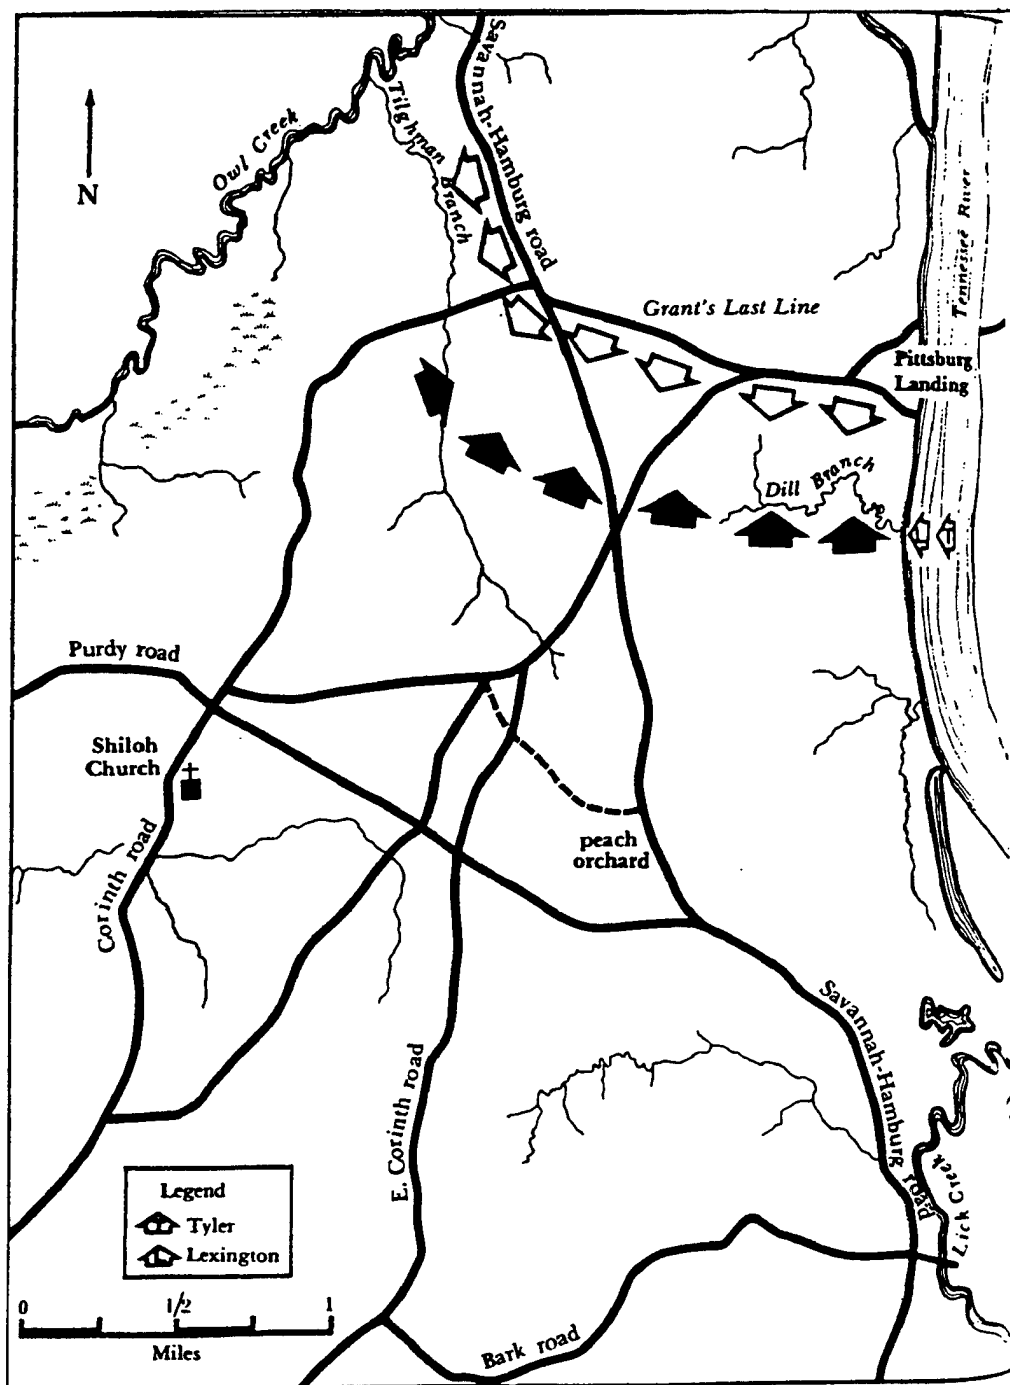 Savannah-Hamburg road
Tilghman Branch
Owl Creek
N
Tennessee River
Grant's Last Line
Pittsburg
Landing
Dill Branch
Purdy road
Shiloh
Church
peach
orchard
Corinth road
Savannah-Hamburg road
E. Corinth road
Lick Creek
Legend
T Tyler
L Lexington
0 1/2 1
Miles
Bark road